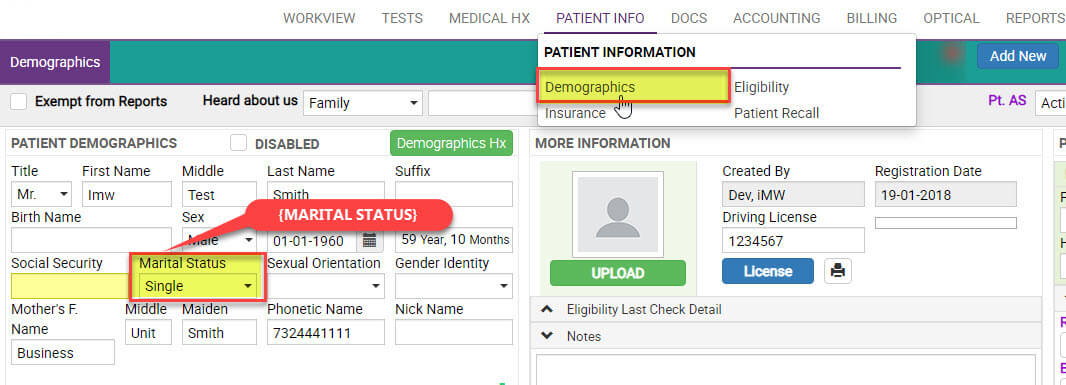 WORKVIEW TESTS MEDICAL HX PATIENT INFO DOCS ACCOUNTING BILLING OPTICAL REPORTS
Demographics
PATIENT INFORMATION
Demographics Eligibility
Insurance Patient Recall
Add New
Exempt from Reports Heard about us Family
Pt. AS Acti
PATIENT DEMOGRAPHICS DISABLED Demographics Hx
Title First Name Middle Last Name Suffix
Mr. Imw Test Smith
Birth Name Sex
{MARITAL STATUS}
Male 01-01-1960 59 Year, 10 Months
Social Security Marital Status Sexual Orientation Gender Identity
Single
Mother's F. Name Middle Maiden Phonetic Name Nick Name
Business Unit Smith 7324441111
MORE INFORMATION
Created By Registration Date
Dev, iMW 19-01-2018
Driving License
1234567
UPLOAD License
Eligibility Last Check Detail
Notes
P
F
H
R
E